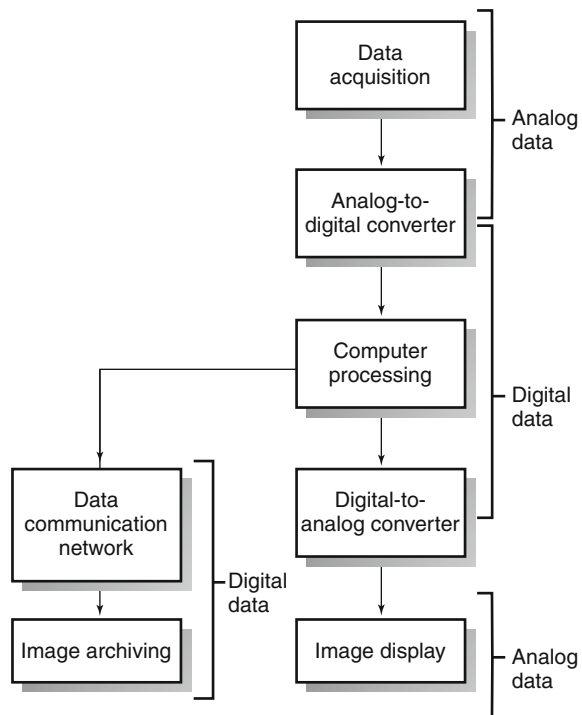 Data
acquisition
Analog
data
Analog-to-
digital converter
Computer
processing
Digital
data
Data
communication
network
Digital-to-
analog converter
Digital
data
Image archiving
Image display
Analog
data